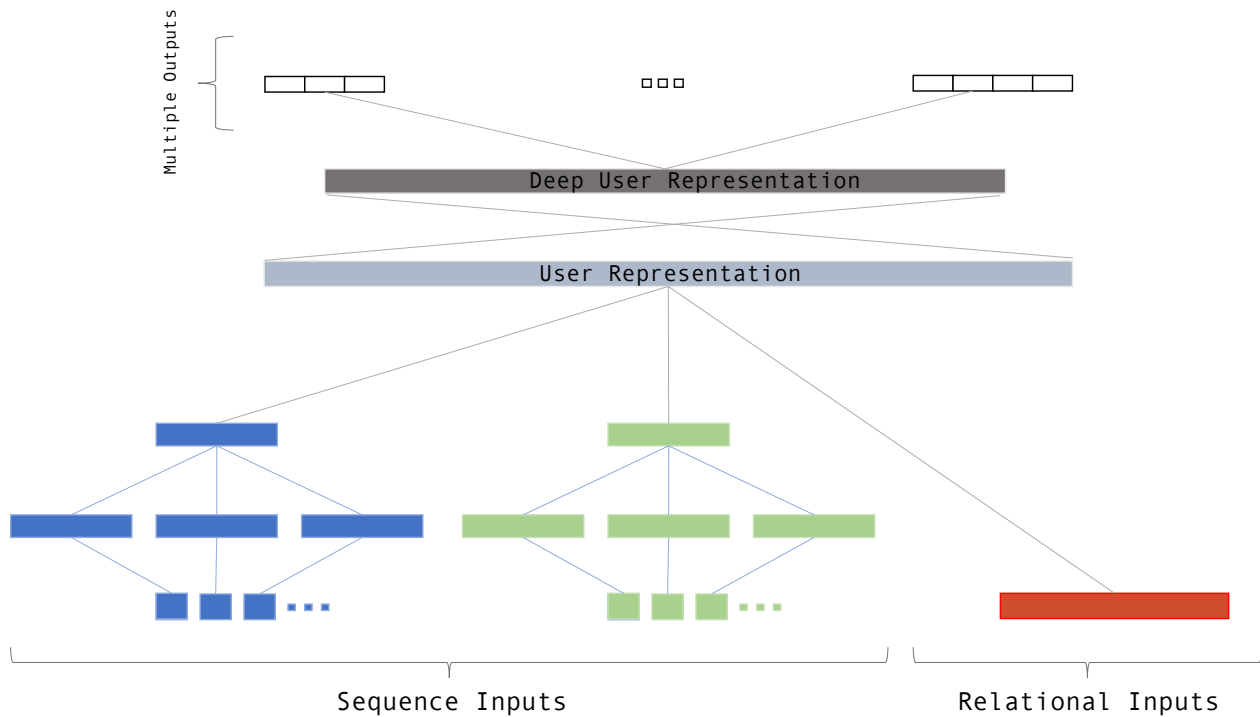 Multiple Outputs
Deep User Representation
User Representation
Sequence Inputs
Relational Inputs